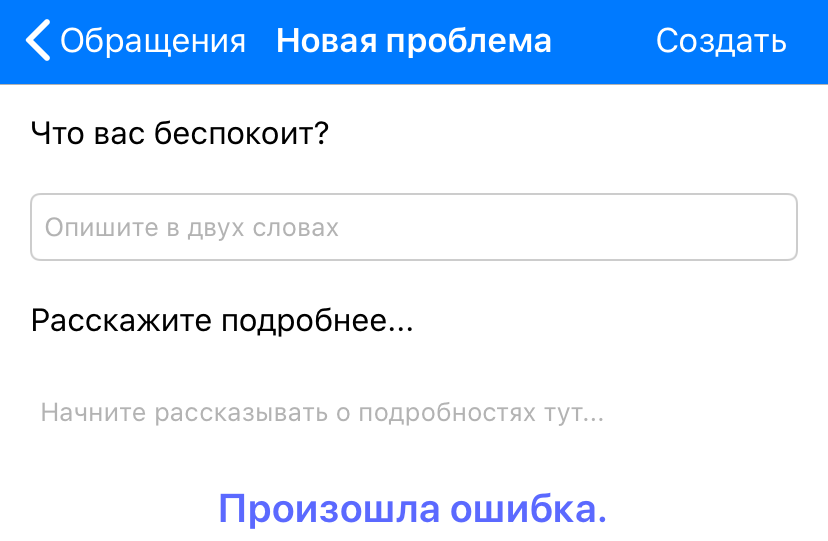 Обращения Новая проблема Создать
Что вас беспокоит?
Опишите в двух словах
Расскажите подробнее...
Начните рассказывать о подробностях тут...
Произошла ошибка.